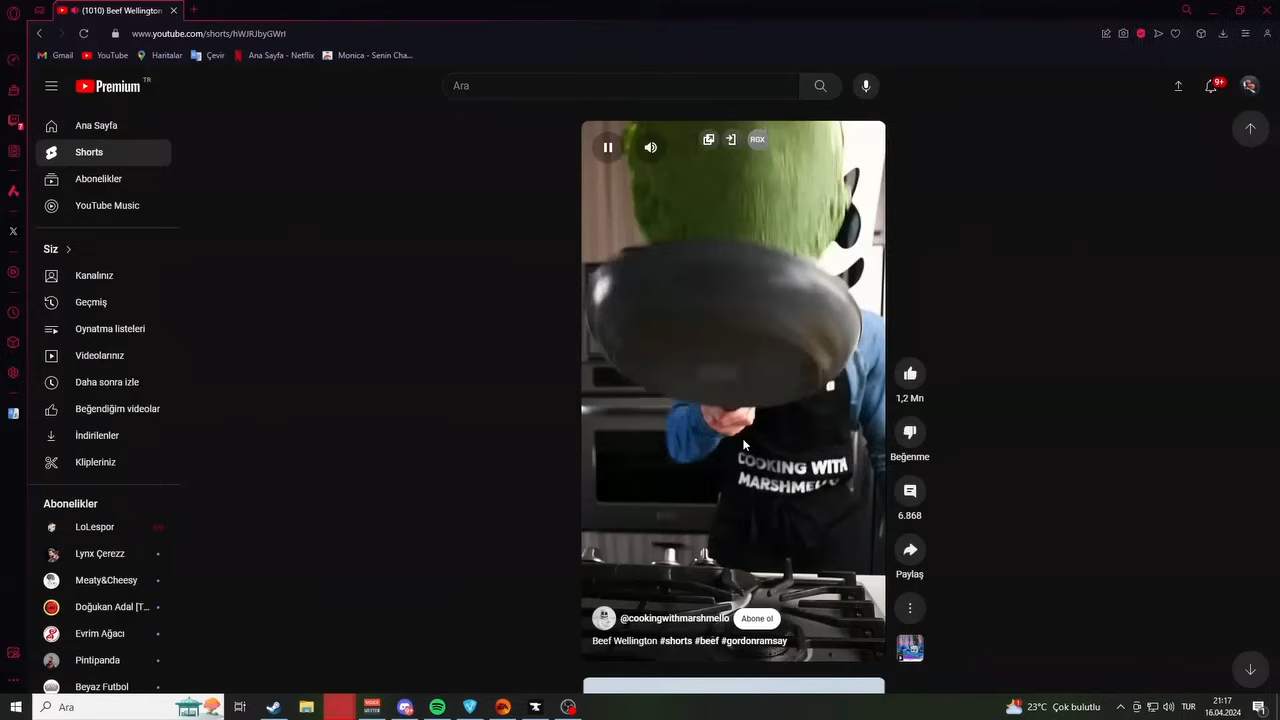 (1010) Beef Wellington
www.youtube.com/shorts/hWJRJbyGWrI
Gmail
YouTube
Haritalar
Çevir
Ana Sayfa - Netflix
Monica - Senin Cha...
Premium
TR
Ara
9+
Ana Sayfa
Shorts
Abonelikler
YouTube Music
Siz
Kanalınız
Geçmiş
Oynatma listeleri
Videolarınız
Daha sonra izle
Beğendiğim videolar
İndirilenler
Klipleriniz
Abonelikler
LoLespor
Lynx Çerezz
Meaty&Cheesy
Doğukan Adal [T...
Evrim Ağacı
Pintipanda
Beyaz Futbol
RGX
COOKING WITH
MARSHMELLO
@cookingwithmarshmello
Abone ol
Beef Wellington #shorts #beef #gordonramsay
1,2 Mn
Beğenme
6.868
Paylaş
Ara
23°C Çok bulutlu
TUR
21:17
16.04.2024